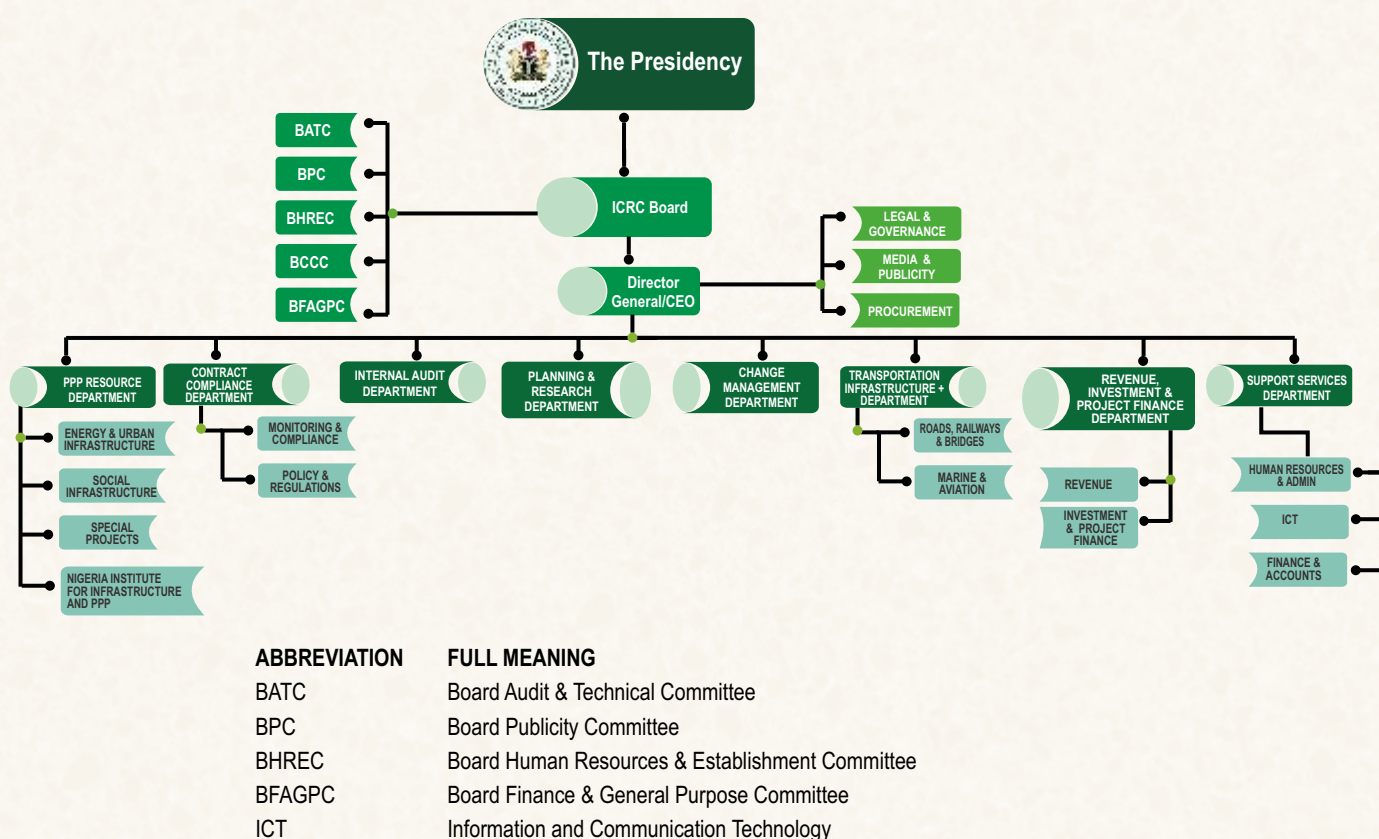 The Presidency
BATC
BPC
BHREC
BCCC
BFAGPC
ICRC Board
Director
General/CEO
LEGAL &
GOVERNANCE
MEDIA &
PUBLICITY
PROCUREMENT
PPP RESOURCE
DEPARTMENT
ENERGY & URBAN
INFRASTRUCTURE
SOCIAL
INFRASTRUCTURE
SPECIAL
PROJECTS
NIGERIA INSTITUTE
FOR INFRASTRUCTURE
AND PPP
CONTRACT
COMPLIANCE
DEPARTMENT
MONITORING &
COMPLIANCE
POLICY &
REGULATIONS
INTERNAL AUDIT
DEPARTMENT
PLANNING &
RESEARCH
DEPARTMENT
CHANGE
MANAGEMENT
DEPARTMENT
TRANSPORTATION
INFRASTRUCTURE +
DEPARTMENT
ROADS, RAILWAYS
& BRIDGES
MARINE &
AVIATION
REVENUE,
INVESTMENT &
PROJECT FINANCE
DEPARTMENT
REVENUE
INVESTMENT
& PROJECT
FINANCE
SUPPORT SERVICES
DEPARTMENT
HUMAN RESOURCES
& ADMIN
ICT
FINANCE &
ACCOUNTS
ABBREVIATION FULL MEANING
BATC Board Audit & Technical Committee
BPC Board Publicity Committee
BHREC Board Human Resources & Establishment Committee
BFAGPC Board Finance & General Purpose Committee
ICT Information and Communication Technology